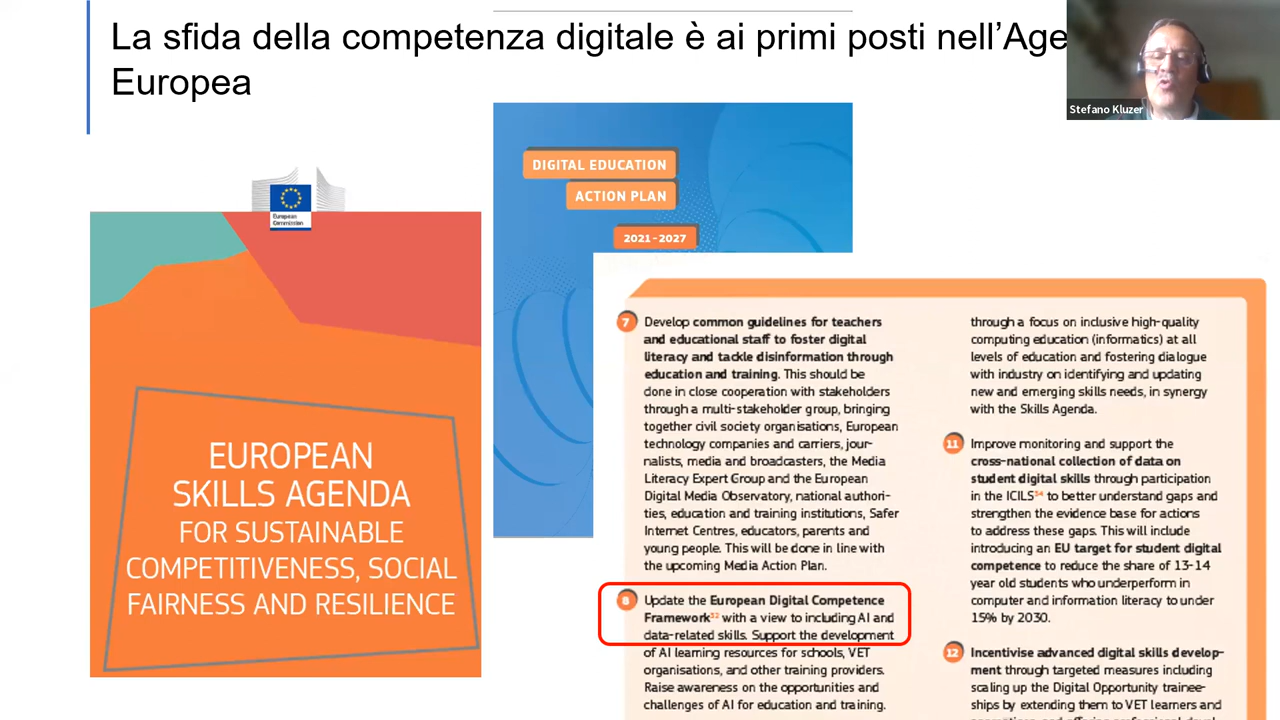 La sfida della competenza digitale è ai primi posti nell’Age
Europea
Stefano Kluzer
European
Commission
EUROPEAN
SKILLS AGENDA
FOR SUSTAINABLE
COMPETITIVENESS, SOCIAL
FAIRNESS AND RESILIENCE
DIGITAL EDUCATION
ACTION PLAN
2021-2027
7 Develop common guidelines for teachers
and educational staff to foster digital
literacy and tackle disinformation through
education and training. This should be
done in close cooperation with stakeholders
through a multi-stakeholder group, bringing
together civil society organisations, European
technology companies and carriers, jour-
nalists, media and broadcasters, the Media
Literacy Expert Group and the European
Digital Media Observatory, national authori-
ties, education and training institutions, Safer
Internet Centres, educators, parents and
young people. This will be done in line with
the upcoming Media Action Plan.
8 Update the European Digital Competence
Framework³² with a view to including AI and
data-related skills. Support the development
of AI learning resources for schools, VET
organisations, and other training providers.
Raise awareness on the opportunities and
challenges of AI for education and training.
through a focus on inclusive high-quality
computing education (informatics) at all
levels of education and fostering dialogue
with industry on identifying and updating
new and emerging skills needs, in synergy
with the Skills Agenda.
11 Improve monitoring and support the
cross-national collection of data on
student digital skills through participation
in the ICILS³⁴ to better understand gaps and
strengthen the evidence base for actions
to address these gaps. This will include
introducing an EU target for student digital
competence to reduce the share of 13-14
year old students who underperform in
computer and information literacy to under
15% by 2030.
12 Incentivise advanced digital skills develop-
ment through targeted measures including
scaling up the Digital Opportunity trainee-
ships by extending them to VET learners and